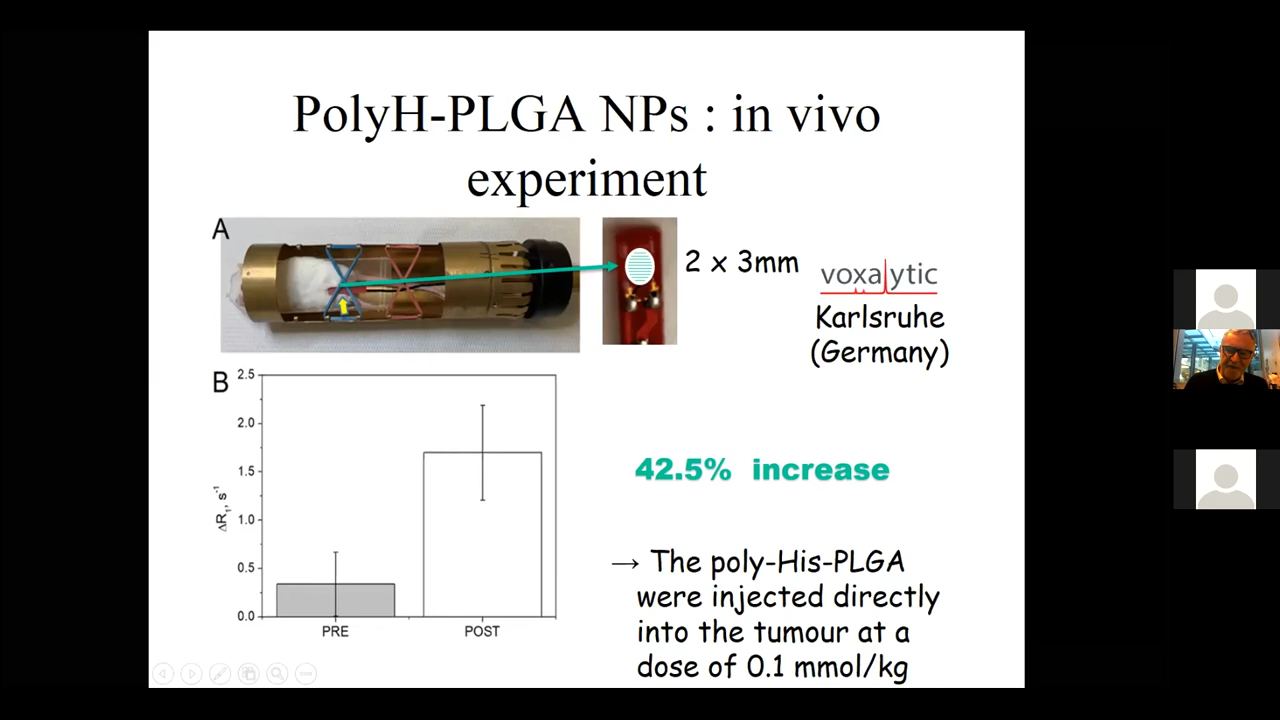 PolyH-PLGA NPs : in vivo
experiment
A
2 x 3mm
voxalytic
Karlsruhe
(Germany)
B
2.5
2.0
1.5
1.0
0.5
0.0
ΔR1, s-1
PRE
POST
42.5% increase
→ The poly-His-PLGA
were injected directly
into the tumour at a
dose of 0.1 mmol/kg